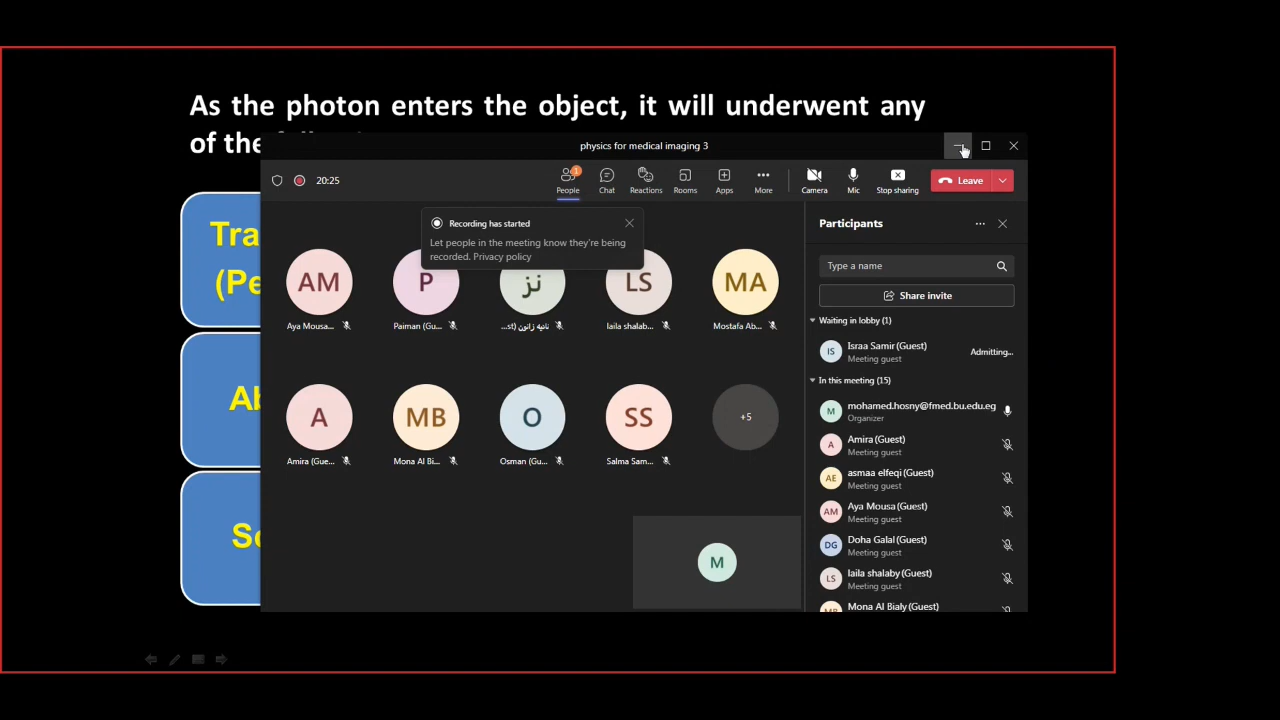 As the photon enters the object, it will underwent any
of the
physics for medical imaging 3
20:25
1
People
Chat
Reactions
Rooms
Apps
More
Camera
Mic
Stop sharing
Leave
Recording has started
Let people in the meeting know they're being
recorded. Privacy policy
Participants
Type a name
Share invite
Waiting in lobby (1)
IS
Israa Samir (Guest)
Meeting guest
Admitting...
In this meeting (15)
M
mohamed.hosny@fmed.bu.edu.eg
Organizer
A
Amira (Guest)
Meeting guest
AE
asmaa elfeqi (Guest)
Meeting guest
AM
Aya Mousa (Guest)
Meeting guest
DG
Doha Galal (Guest)
Meeting guest
LS
laila shalaby (Guest)
Meeting guest
MB
Mona Al Bialy (Guest)
AM
P
نز
LS
MA
Aya Mousa...
Paiman (Gu...
نانیه زانون (st...
laila shalab...
Mostafa Ab...
A
MB
O
SS
+5
Amira (Gue...
Mona Al Bi...
Osman (Gu...
Salma Sam...
M
Tra
(Pe
Ab
Sc